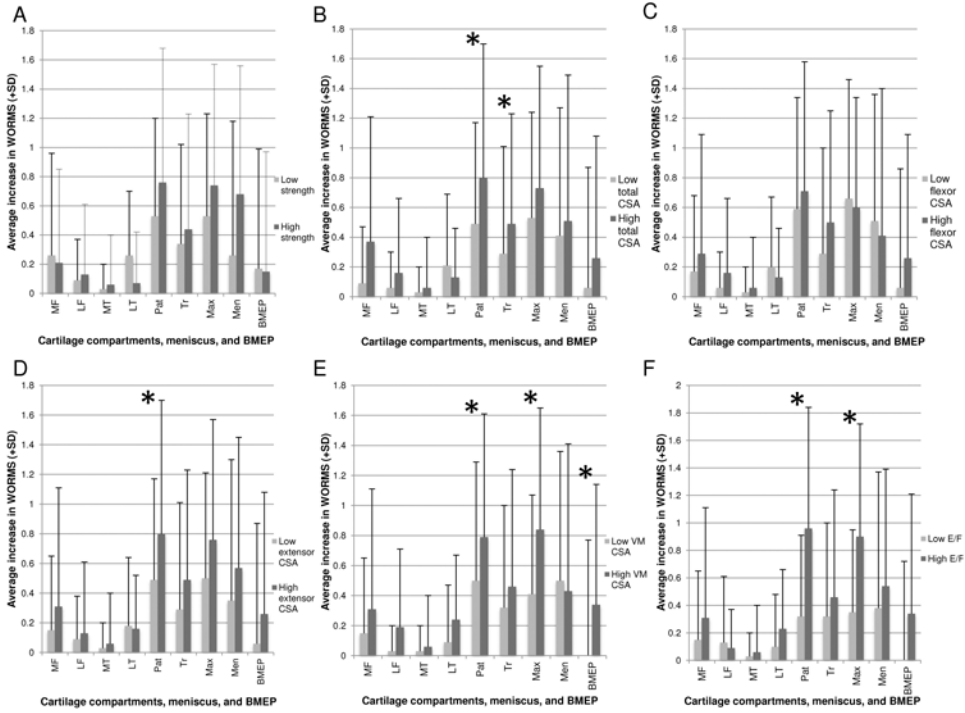 A
Average increase in WORMS (+SD)
1.8
1.6
1.4
1.2
1
0.8
0.6
0.4
0.2
0
MF
LF
MT
LT
Pat
Tr
Max
Men
BMEP
Low
strength
High
strength
Cartilage compartments, meniscus, and BMEP
B
Average increase in WORMS (+SD)
1.8
1.6
1.4
1.2
1
0.8
0.6
0.4
0.2
0
*
*
MF
LF
MT
LT
Pat
Tr
Max
Men
BMEP
Low
total
CSA
High
total
CSA
Cartilage compartments, meniscus, and BMEP
C
Average increase in WORMS (+SD)
1.8
1.6
1.4
1.2
1
0.8
0.6
0.4
0.2
0
MF
LF
MT
LT
Pat
Tr
Max
Men
BMEP
Low
flexor
CSA
High
flexor
CSA
Cartilage compartments, meniscus, and BMEP
D
Average increase in WORMS (+SD)
1.8
1.6
1.4
1.2
1
0.8
0.6
0.4
0.2
0
*
MF
LF
MT
LT
Pat
Tr
Max
Men
BMEP
Low
extensor
CSA
High
extensor
CSA
Cartilage compartments, meniscus, and BMEP
E
Average increase in WORMS (+SD)
1.8
1.6
1.4
1.2
1
0.8
0.6
0.4
0.2
0
*
*
*
MF
LF
MT
LT
Pat
Tr
Max
Men
BMEP
Low VM
CSA
High VM
CSA
Cartilage compartments, meniscus, and BMEP
F
Average increase in WORMS (+SD)
2
1.8
1.6
1.4
1.2
1
0.8
0.6
0.4
0.2
0
*
*
MF
LF
MT
LT
Pat
Tr
Max
Men
BMEP
Low E/F
High E/F
Cartilage compartments, meniscus, and BMEP